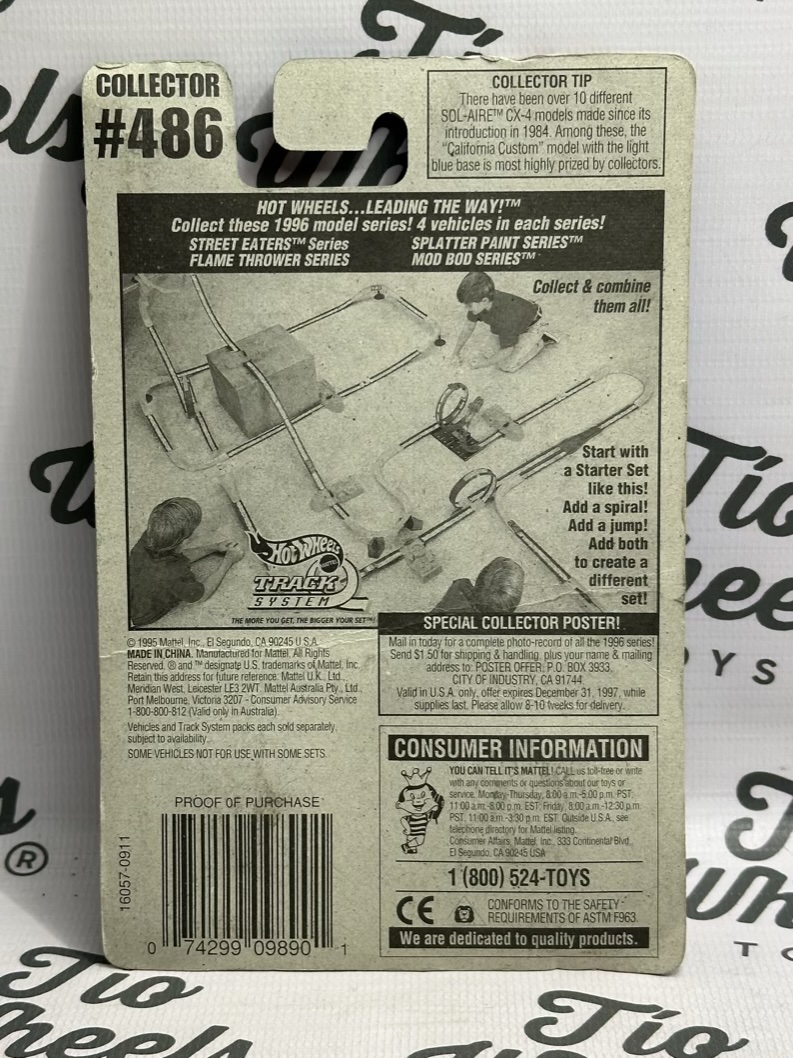 COLLECTOR
#486
COLLECTOR TIP
There have been over 10 different
SOL-AIRE™ CX-4 models made since its
introduction in 1984. Among these, the
"California Custom" model with the light
blue base is most highly prized by collectors.
HOT WHEELS...LEADING THE WAY!™
Collect these 1996 model series! 4 vehicles in each series!
STREET EATERS™ Series
SPLATTER PAINT SERIES™
FLAME THROWER SERIES
MOD BOD SERIES™
Collect & combine
them all!
Start with
a Starter Set
like this!
Add a spiral!
Add a jump!
Add both
to create a
different
set!
Hot Wheels
MATTEL
TRACK
SYSTEM
THE MORE YOU GET, THE BIGGER YOUR SET™!
© 1995 Mattel, Inc., El Segundo, CA 90245 U.S.A.
MADE IN CHINA. Manufactured for Mattel. All Rights
Reserved. ® and ™ designate U.S. trademarks of Mattel, Inc.
Retain this address for future reference: Mattel U.K., Ltd.,
Meridian West, Leicester LE3 2WT. Mattel Australia Pty., Ltd.,
Port Melbourne, Victoria 3207 - Consumer Advisory Service
1-800-800-812 (Valid only in Australia).
Vehicles and Track System packs each sold separately,
subject to availability.
SOME VEHICLES NOT FOR USE WITH SOME SETS.
SPECIAL COLLECTOR POSTER!
Mail in today for a complete photo-record of all the 1996 series!
Send $1.50 for shipping & handling, plus your name & mailing
address to: POSTER OFFER, P.O. BOX 3933,
CITY OF INDUSTRY, CA 91744
Valid in U.S.A. only, offer expires December 31, 1997, while
supplies last. Please allow 8-10 weeks for delivery.
CONSUMER INFORMATION
YOU CAN TELL IT'S MATTEL! CALL us toll-free or write
with any comments or questions about our toys or
service. Monday-Thursday, 8:00 a.m.-5:00 p.m. PST,
11:00 a.m.-8:00 p.m. EST; Friday, 8:00 a.m.-12:30 p.m.
PST, 11:00 a.m.-3:30 p.m. EST. Outside U.S.A., see
telephone directory for Mattel listing.
Consumer Affairs, Mattel, Inc., 333 Continental Blvd.,
El Segundo, CA 90245 USA
1 (800) 524-TOYS
CE
CONFORMS TO THE SAFETY
REQUIREMENTS OF ASTM F963.
We are dedicated to quality products.
PROOF OF PURCHASE
16057-0911
0 74299 09890 1
Tio
Wheels
TOYS
®